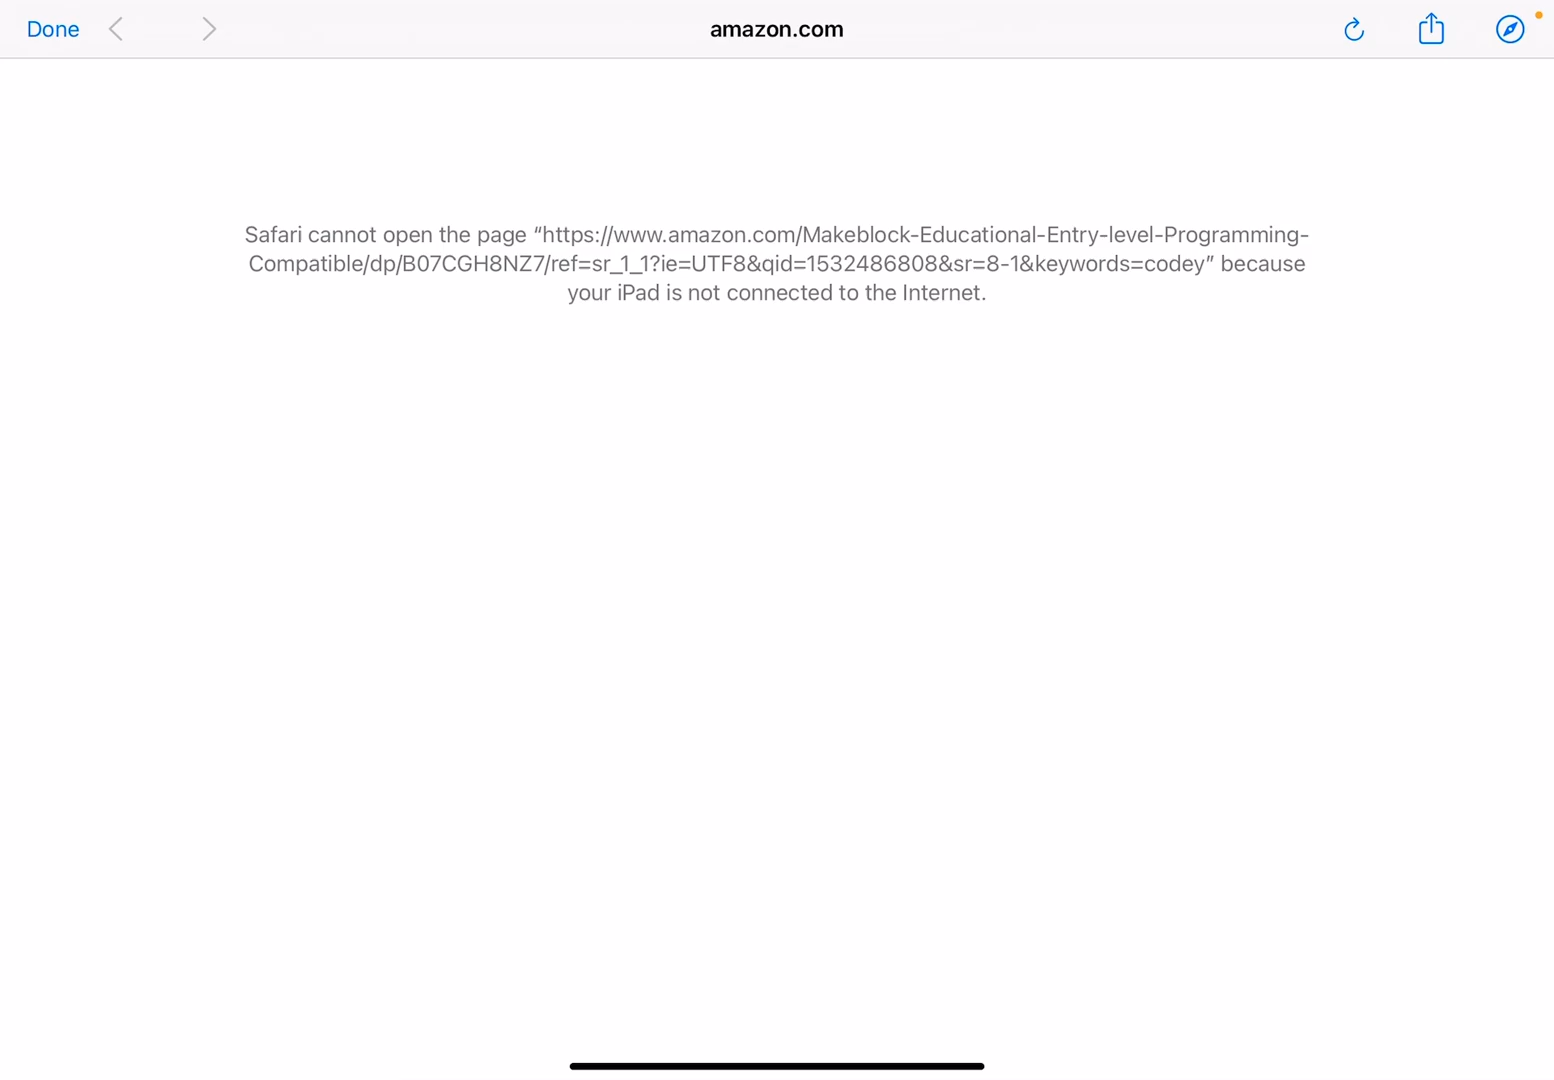 Done
amazon.com
Safari cannot open the page “https://www.amazon.com/Makeblock-Educational-Entry-level-Programming-
Compatible/dp/B07CGH8NZ7/ref=sr_1_1?ie=UTF8&qid=1532486808&sr=8-1&keywords=codey” because
your iPad is not connected to the Internet.